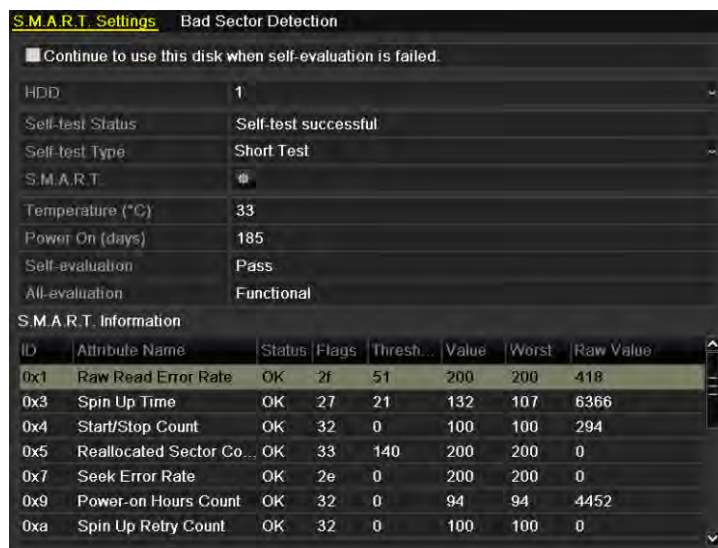 S.M.A.R.T. Settings Bad Sector Detection
Continue to use this disk when self-evaluation is failed.
HDD 1
Self-test Status Self-test successful
Self-test Type Short Test
S.M.A.R.T.
Temperature (°C) 33
Power On (days) 185
Self-evaluation Pass
All-evaluation Functional
S.M.A.R.T. Information
ID Attribute Name Status Flags Thresh... Value Worst Raw Value
0x1 Raw Read Error Rate OK 2f 51 200 200 418
0x3 Spin Up Time OK 27 21 132 107 6366
0x4 Start/Stop Count OK 32 0 100 100 294
0x5 Reallocated Sector Co... OK 33 140 200 200 0
0x7 Seek Error Rate OK 2e 0 200 200 0
0x9 Power-on Hours Count OK 32 0 94 94 4452
0xa Spin Up Retry Count OK 32 0 100 100 0